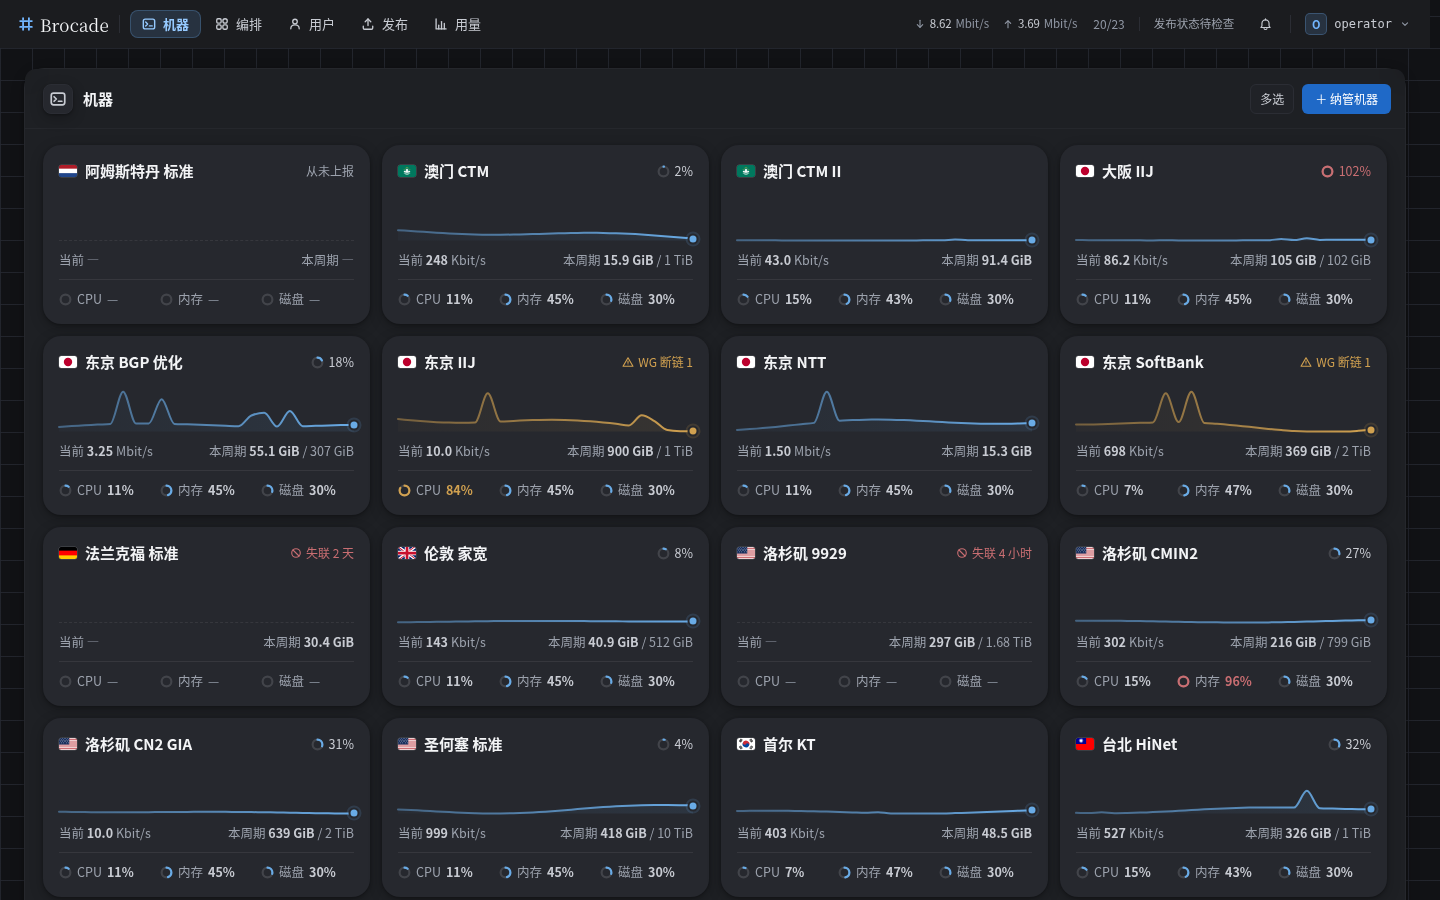 Brocade 机器 编排 用户 发布 用量 8.62 Mbit/s 3.69 Mbit/s 20/23 发布状态待检查 O operator
机器 多选 纳管机器
阿姆斯特丹 标准 从未上报
当前 — 本周期 —
CPU — 内存 — 磁盘 —
澳门 CTM 2%
当前 248 Kbit/s 本周期 15.9 GiB / 1 TiB
CPU 11% 内存 45% 磁盘 30%
澳门 CTM II
当前 43.0 Kbit/s 本周期 91.4 GiB
CPU 15% 内存 43% 磁盘 30%
大阪 IIJ 102%
当前 86.2 Kbit/s 本周期 105 GiB / 102 GiB
CPU 11% 内存 45% 磁盘 30%
东京 BGP 优化 18%
当前 3.25 Mbit/s 本周期 55.1 GiB / 307 GiB
CPU 11% 内存 45% 磁盘 30%
东京 IIJ WG 断链 1
当前 10.0 Kbit/s 本周期 900 GiB / 1 TiB
CPU 84% 内存 45% 磁盘 30%
东京 NTT
当前 1.50 Mbit/s 本周期 15.3 GiB
CPU 11% 内存 45% 磁盘 30%
东京 SoftBank WG 断链 1
当前 698 Kbit/s 本周期 369 GiB / 2 TiB
CPU 7% 内存 47% 磁盘 30%
法兰克福 标准 失联 2 天
当前 — 本周期 30.4 GiB
CPU — 内存 — 磁盘 —
伦敦 家宽 8%
当前 143 Kbit/s 本周期 40.9 GiB / 512 GiB
CPU 11% 内存 45% 磁盘 30%
洛杉矶 9929 失联 4 小时
当前 — 本周期 297 GiB / 1.68 TiB
CPU — 内存 — 磁盘 —
洛杉矶 CMIN2 27%
当前 302 Kbit/s 本周期 216 GiB / 799 GiB
CPU 15% 内存 96% 磁盘 30%
洛杉矶 CN2 GIA 31%
当前 10.0 Kbit/s 本周期 639 GiB / 2 TiB
CPU 11% 内存 45% 磁盘 30%
圣何塞 标准 4%
当前 999 Kbit/s 本周期 418 GiB / 10 TiB
CPU 11% 内存 45% 磁盘 30%
首尔 KT
当前 403 Kbit/s 本周期 48.5 GiB
CPU 7% 内存 47% 磁盘 30%
台北 HiNet 32%
当前 527 Kbit/s 本周期 326 GiB / 1 TiB
CPU 15% 内存 43% 磁盘 30%